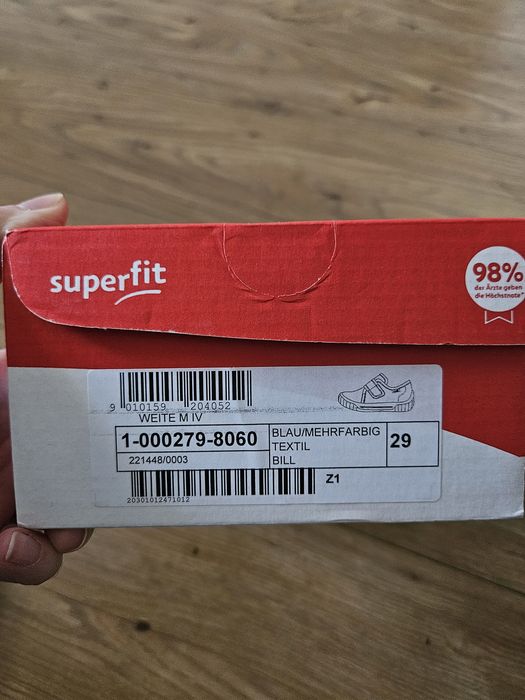 superfit
98%
der Ärzte geben
die Höchstnote*
9 010159 204052
WEITE M IV
1-000279-8060
BLAU/MEHRFARBIG
TEXTIL
BILL
29
221448/0003
Z1
20301012471012